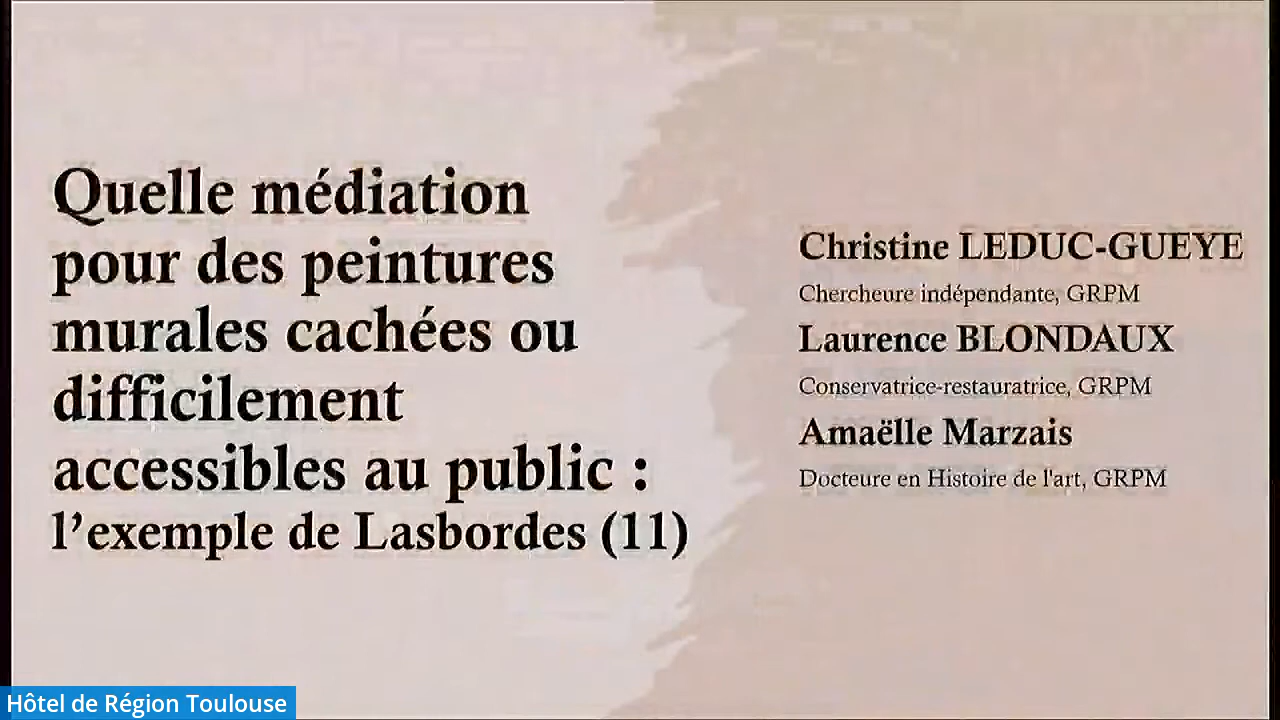 Quelle médiation
pour des peintures
murales cachées ou
difficilement
accessibles au public :
l’exemple de Lasbordes (11)
Christine LEDUC-GUEYE
Chercheure indépendante, GRPM
Laurence BLONDAUX
Conservatrice-restauratrice, GRPM
Amaëlle Marzais
Docteure en Histoire de l'art, GRPM
Hôtel de Région Toulouse